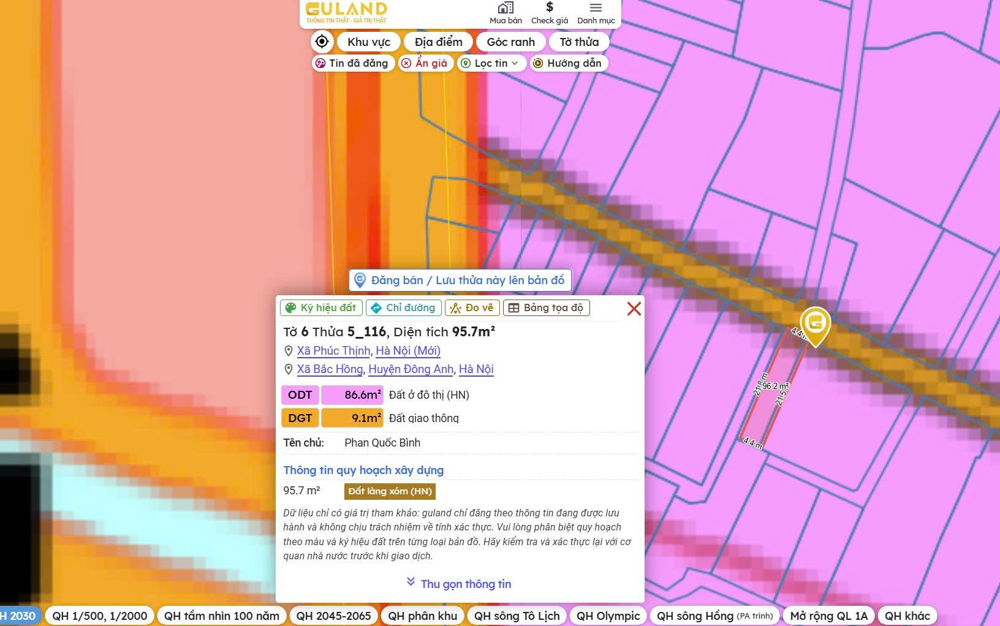 GULAND
THÔNG TIN THẬT - GIÁ TRỊ THẬT
Mua bán
$
Check giá
Danh mục
Khu vực
Địa điểm
Góc ranh
Tờ thửa
Tin đã đăng
Ẩn giá
Lọc tin
Hướng dẫn
Đăng bán / Lưu thửa này lên bản đồ
Ký hiệu đất
Chỉ đường
Đo vẽ
Bảng tọa độ
Tờ 6 Thửa 5_116, Diện tích 95.7m²
Xã Phúc Thịnh, Hà Nội (Mới)
Xã Bắc Hồng, Huyện Đông Anh, Hà Nội
ODT 86.6m² Đất ở đô thị (HN)
DGT 9.1m² Đất giao thông
Tên chủ: Phan Quốc Bình
Thông tin quy hoạch xây dựng
95.7 m² Đất làng xóm (HN)
Dữ liệu chỉ có giá trị tham khảo: guland chỉ đăng theo thông tin đang được lưu
hành và không chịu trách nhiệm về tính xác thực. Vui lòng phân biệt quy hoạch
theo màu và ký hiệu đất trên từng loại bản đồ. Hãy kiểm tra và xác thực lại với cơ
quan nhà nước trước khi giao dịch.
Thu gọn thông tin
G
21.8 m
96.2 m²
4.4 m
H 2030
QH 1/500, 1/2000
QH tầm nhìn 100 năm
QH 2045-2065
QH phân khu
QH sông Tô Lịch
QH Olympic
QH sông Hồng (PA trình)
Mở rộng QL 1A
QH khác